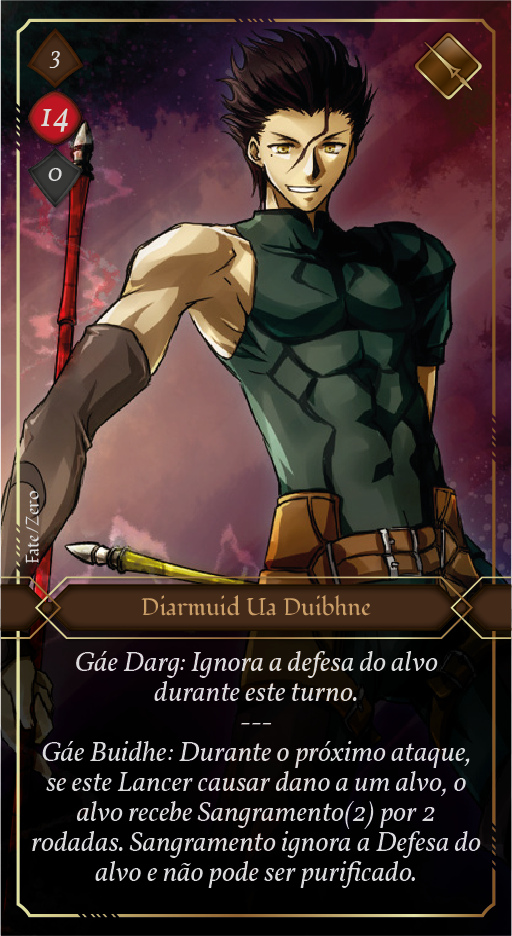 3
14
0
Fate/Zero
Diarmuid Ua Duibhne
Gáe Darg: Ignora a defesa do alvo
durante este turno.
---
Gáe Buidhe: Durante o próximo ataque,
se este Lancer causar dano a um alvo, o
alvo recebe Sangramento(2) por 2
rodadas. Sangramento ignora a Defesa do
alvo e não pode ser purificado.